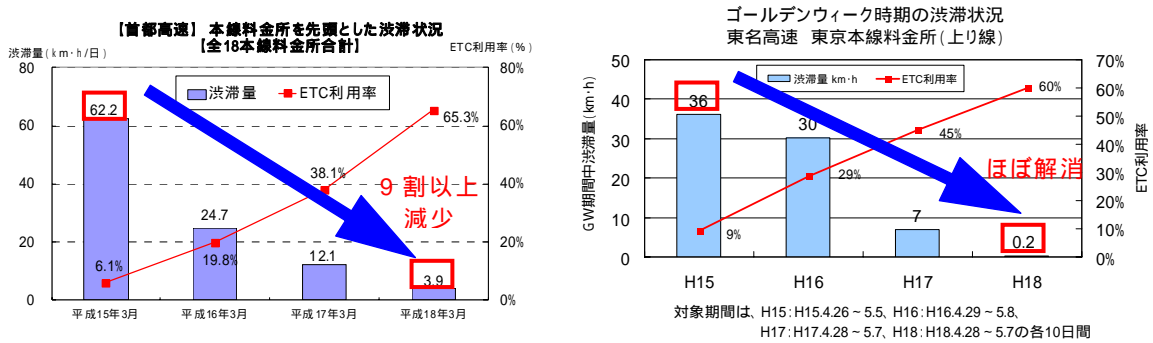 【首都高速】 本線料金所を先頭とした渋滞状況
【全18本線料金所合計】
渋滞量(km・h/日)
ETC利用率(%)
渋滞量
ETC利用率
80
60
40
20
0
80%
60%
40%
20%
0%
62.2
24.7
12.1
3.9
6.1%
19.8%
38.1%
65.3%
9割以上
減少
平成15年3月
平成16年3月
平成17年3月
平成18年3月
ゴールデンウィーク時期の渋滞状況
東名高速 東京本線料金所(上り線)
渋滞量 km・h
ETC利用率
GW期間中渋滞量(km・h)
ETC利用率
50
40
30
20
10
0
70%
60%
50%
40%
30%
20%
10%
0%
36
30
7
0.2
9%
29%
45%
60%
ほぼ解消
H15
H16
H17
H18
対象期間は、H15:H15.4.26~5.5、H16:H16.4.29~5.8、
H17:H17.4.28~5.7、H18:H18.4.28~5.7の各10日間